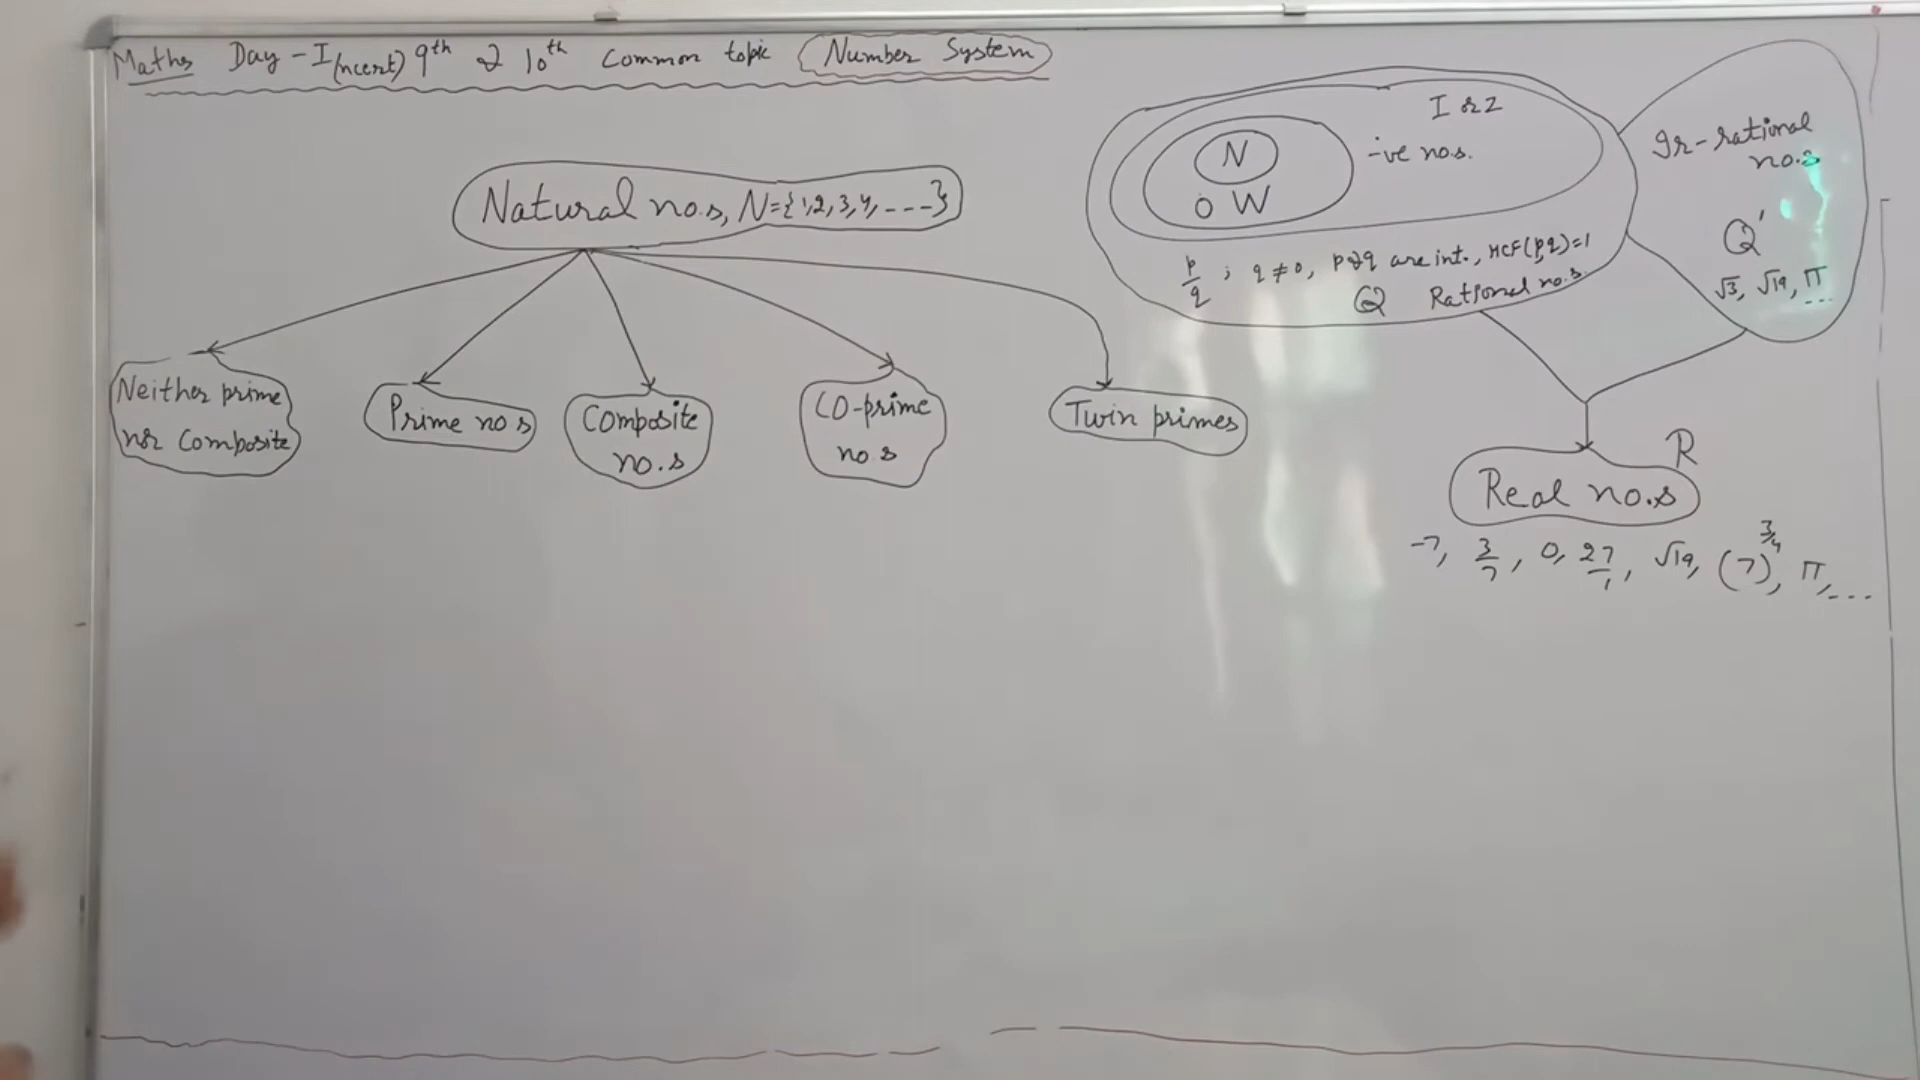 Maths Day - I (ncert) 9th & 10th Common topic Number System
Natural no.s, N={1,2,3,4,----}
Neither prime
nor Composite
Prime no s
Composite
no.s
CO-prime
no.s
Twin primes
I or Z
N
-ve no.s.
O W
p/q ; q ≠ 0, p & q are int., HCF(p,q)=1
Q Rational no.s.
Ir-rational
no.s
Q'
√3, √19, π ...
R
Real no.s
-7, 3/7, 0, 27/1, √19, (7)^3/4, π, ...